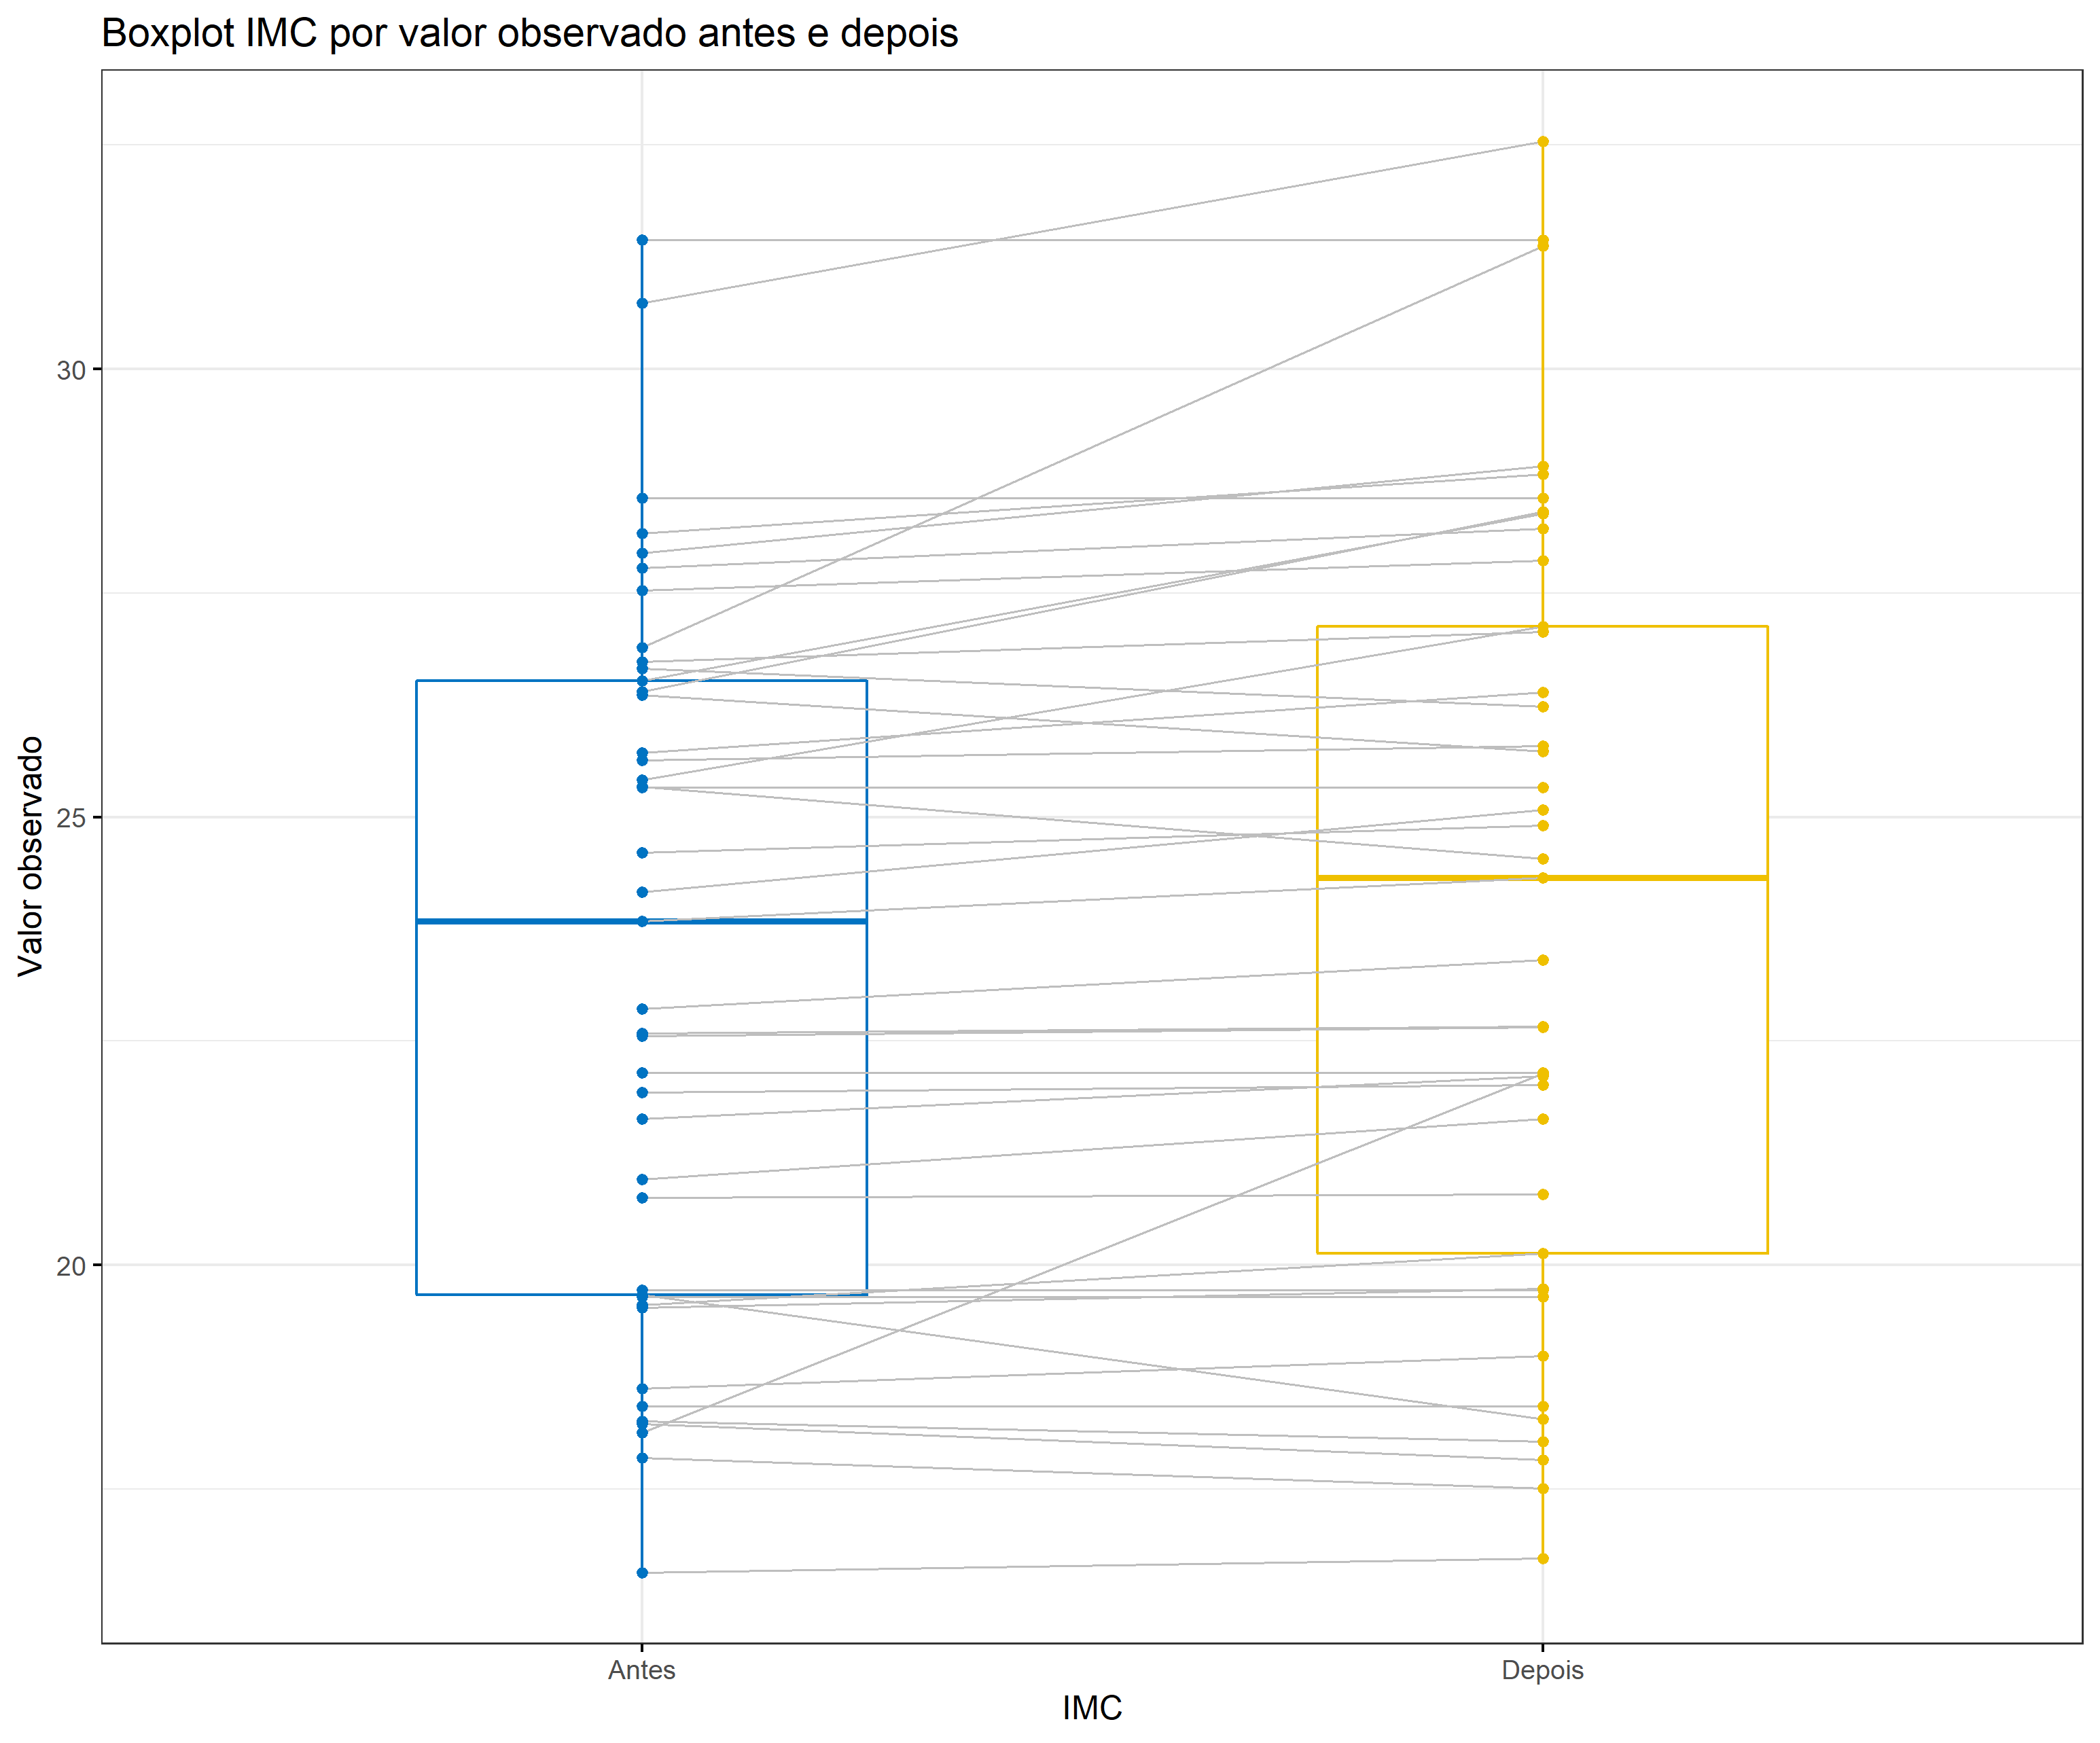 Boxplot IMC por valor observado antes e depois
Valor observado
30
25
20
Antes
Depois
IMC